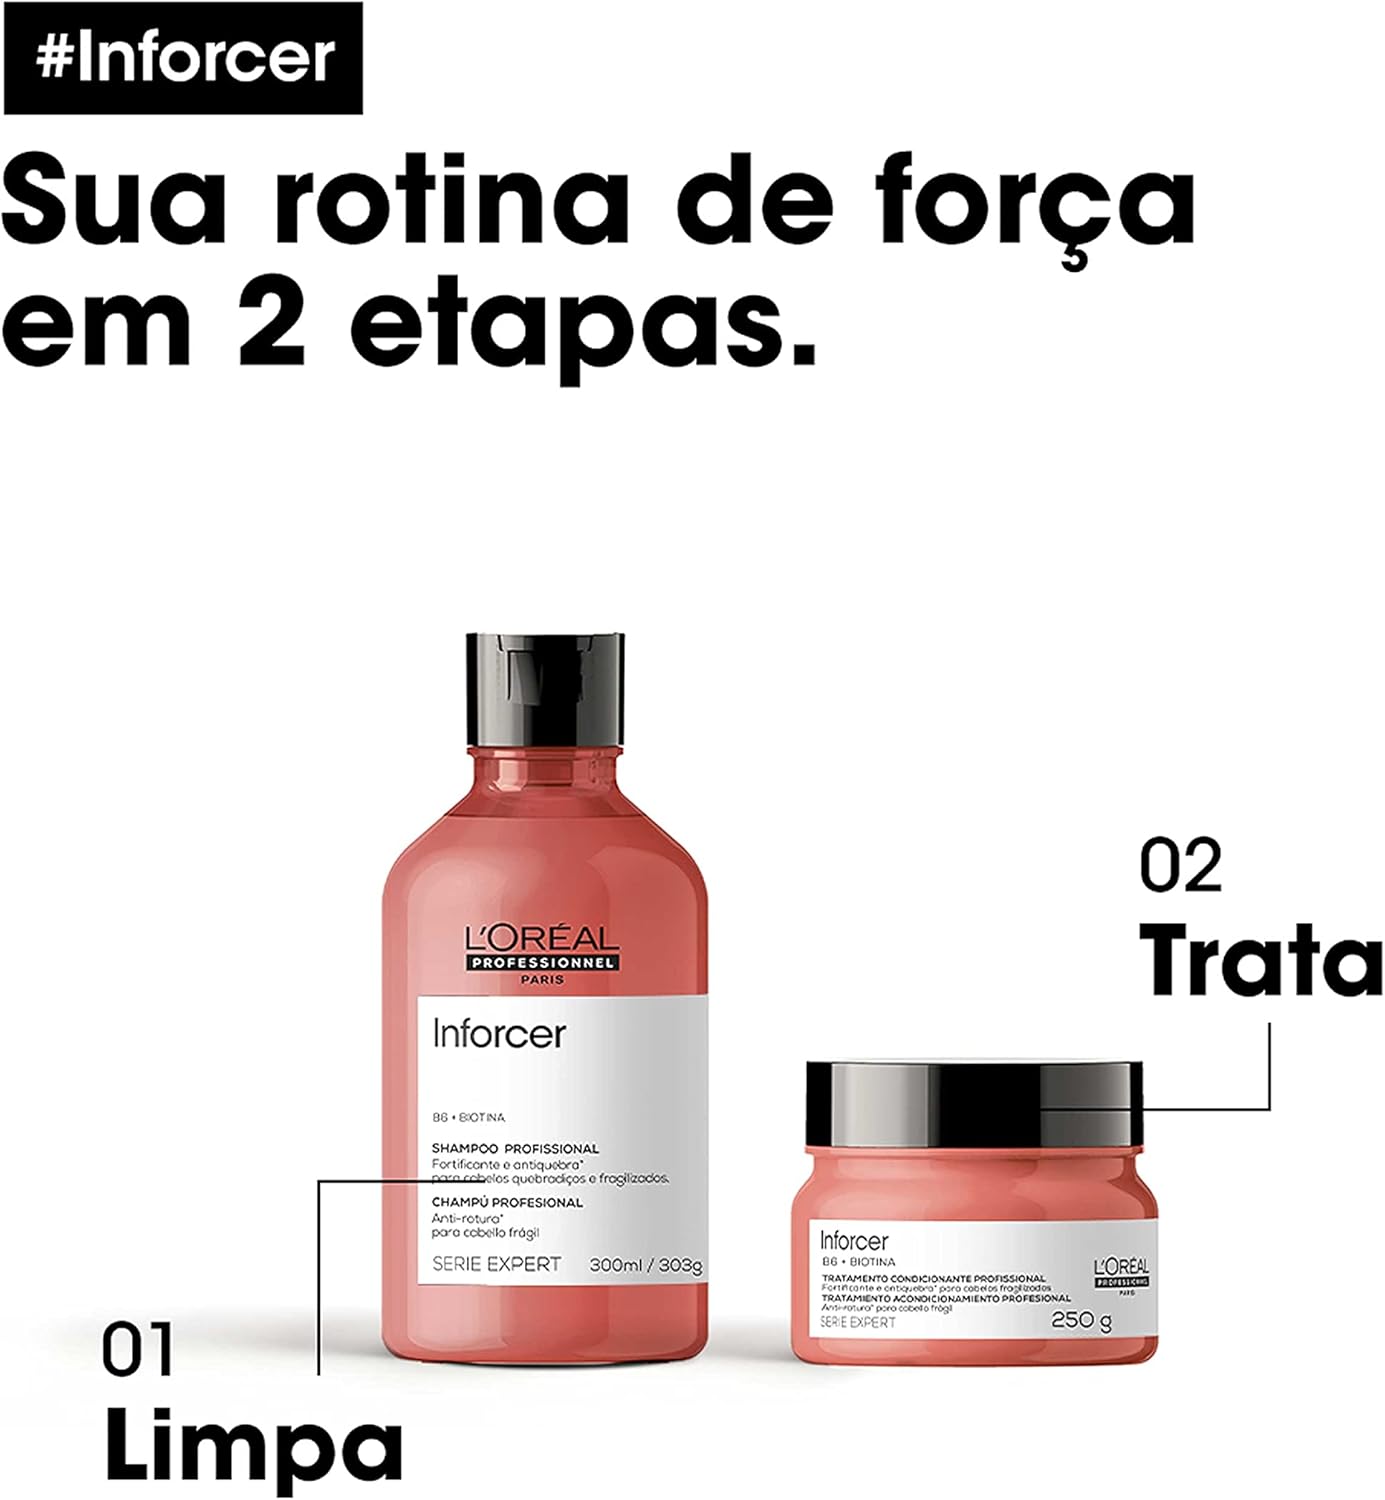 #Inforcer
Sua rotina de força
em 2 etapas.
L'ORÉAL
PROFESSIONNEL
PARIS
Inforcer
B6 + BIOTINA
SHAMPOO PROFISSIONAL
Fortificante e antiquebra*
para cabelos quebradiços e fragilizados.
CHAMPÚ PROFESIONAL
Anti-rotura*
para cabello frágil
SERIE EXPERT 300ml / 303g
01
Limpa
02
Trata
Inforcer
B6 + BIOTINA
TRATAMENTO CONDICIONANTE PROFISSIONAL
Fortificante e antiquebra* para cabelos fragilizados
TRATAMIENTO ACONDICIONAMIENTO PROFESIONAL
Anti-rotura* para cabello frágil
SERIE EXPERT
L'ORÉAL
PROFESSIONNEL
PARIS
250 g